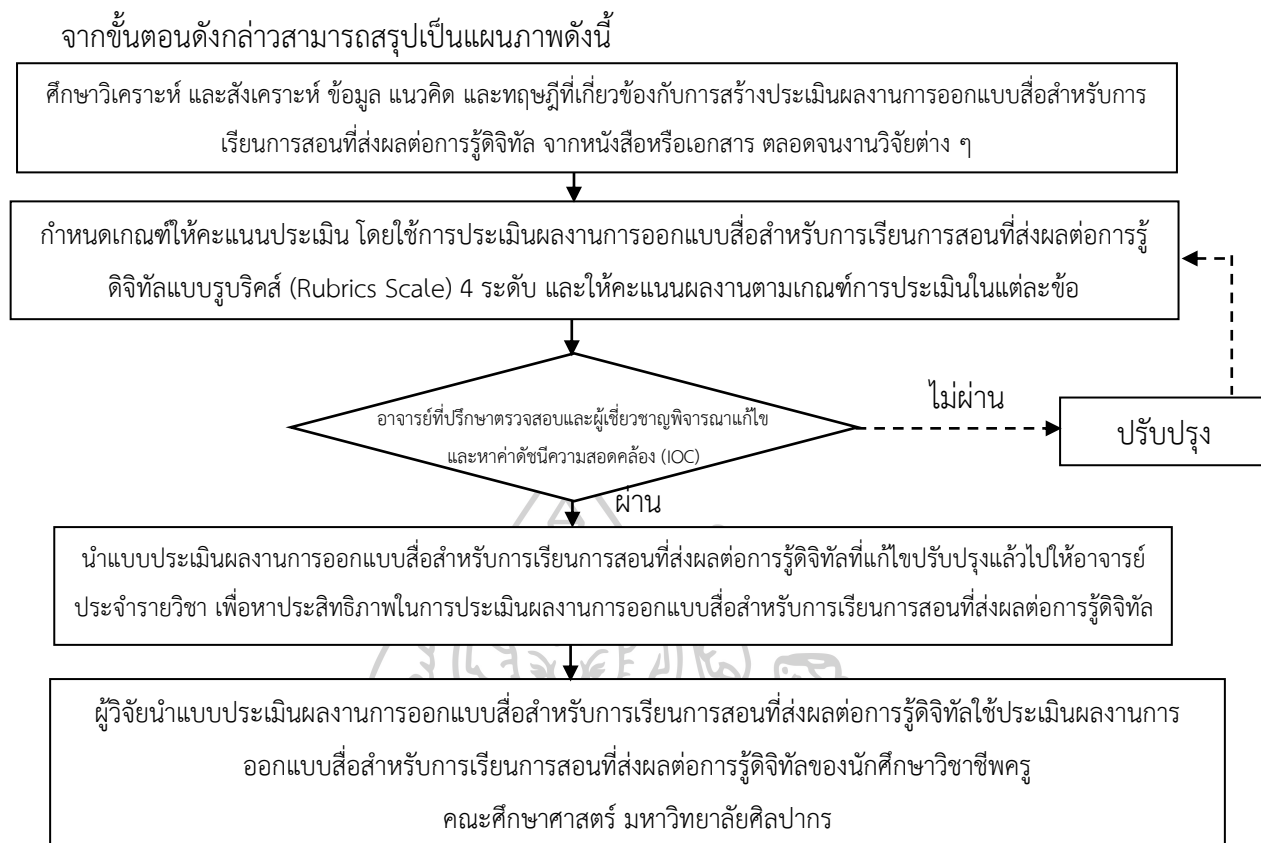 จากขั้นตอนดังกล่าวสามารถสรุปเป็นแผนภาพดังนี้
ศึกษาวิเคราะห์ และสังเคราะห์ ข้อมูล แนวคิด และทฤษฎีที่เกี่ยวข้องกับการสร้างประเมินผลงานการออกแบบสื่อสำหรับการ
เรียนการสอนที่ส่งผลต่อการรู้ดิจิทัล จากหนังสือหรือเอกสาร ตลอดจนงานวิจัยต่าง ๆ
กำหนดเกณฑ์ให้คะแนนประเมิน โดยใช้การประเมินผลงานการออกแบบสื่อสำหรับการเรียนการสอนที่ส่งผลต่อการรู้
ดิจิทัลแบบรูบริคส์ (Rubrics Scale) 4 ระดับ และให้คะแนนผลงานตามเกณฑ์การประเมินในแต่ละข้อ
อาจารย์ที่ปรึกษาตรวจสอบและผู้เชี่ยวชาญพิจารณาแก้ไข
และหาค่าดัชนีความสอดคล้อง (IOC)
ไม่ผ่าน
ปรับปรุง
ผ่าน
นำแบบประเมินผลงานการออกแบบสื่อสำหรับการเรียนการสอนที่ส่งผลต่อการรู้ดิจิทัลที่แก้ไขปรับปรุงแล้วไปให้อาจารย์
ประจำรายวิชา เพื่อหาประสิทธิภาพในการประเมินผลงานการออกแบบสื่อสำหรับการเรียนการสอนที่ส่งผลต่อการรู้ดิจิทัล
ผู้วิจัยนำแบบประเมินผลงานการออกแบบสื่อสำหรับการเรียนการสอนที่ส่งผลต่อการรู้ดิจิทัลใช้ประเมินผลงานการ
ออกแบบสื่อสำหรับการเรียนการสอนที่ส่งผลต่อการรู้ดิจิทัลของนักศึกษาวิชาชีพครู
คณะศึกษาศาสตร์ มหาวิทยาลัยศิลปากร